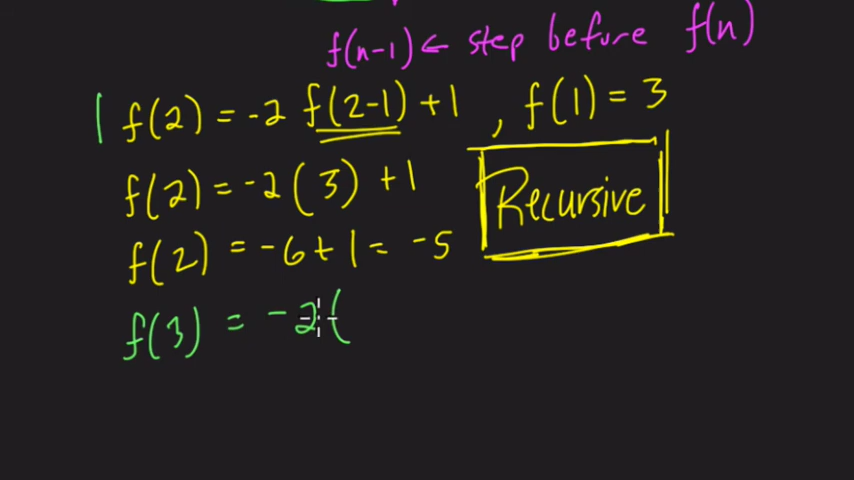 f(n-1) ← step before f(n)
f(2) = -2 f(2-1) + 1 , f(1) = 3
f(2) = -2 ( 3 ) + 1
Recursive
f(2) = -6 + 1 = -5
f(3) = -2 (